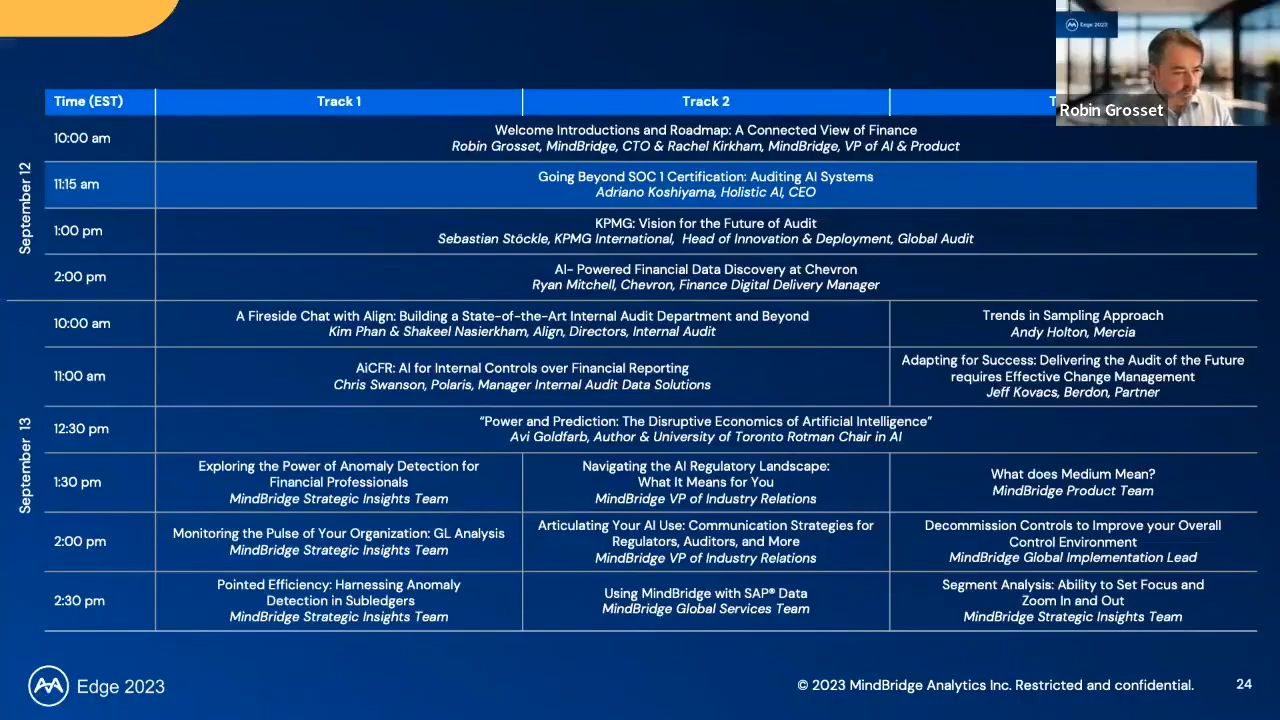 Edge 2023
Robin Grosset
Time (EST)
Track 1
Track 2
T
September 12
10:00 am
Welcome Introductions and Roadmap: A Connected View of Finance
Robin Grosset, MindBridge, CTO & Rachel Kirkham, MindBridge, VP of AI & Product
11:15 am
Going Beyond SOC 1 Certification: Auditing AI Systems
Adriano Koshiyama, Holistic AI, CEO
1:00 pm
KPMG: Vision for the Future of Audit
Sebastian Stöckle, KPMG International, Head of Innovation & Deployment, Global Audit
2:00 pm
AI- Powered Financial Data Discovery at Chevron
Ryan Mitchell, Chevron, Finance Digital Delivery Manager
September 13
10:00 am
A Fireside Chat with Align: Building a State-of-the-Art Internal Audit Department and Beyond
Kim Phan & Shakeel Nasierkham, Align, Directors, Internal Audit
Trends in Sampling Approach
Andy Holton, Mercia
11:00 am
AiCFR: AI for Internal Controls over Financial Reporting
Chris Swanson, Polaris, Manager Internal Audit Data Solutions
Adapting for Success: Delivering the Audit of the Future
requires Effective Change Management
Jeff Kovacs, Berdon, Partner
12:30 pm
“Power and Prediction: The Disruptive Economics of Artificial Intelligence”
Avi Goldfarb, Author & University of Toronto Rotman Chair in AI
1:30 pm
Exploring the Power of Anomaly Detection for
Financial Professionals
MindBridge Strategic Insights Team
Navigating the AI Regulatory Landscape:
What It Means for You
MindBridge VP of Industry Relations
What does Medium Mean?
MindBridge Product Team
2:00 pm
Monitoring the Pulse of Your Organization: GL Analysis
MindBridge Strategic Insights Team
Articulating Your AI Use: Communication Strategies for
Regulators, Auditors, and More
MindBridge VP of Industry Relations
Decommission Controls to Improve your Overall
Control Environment
MindBridge Global Implementation Lead
2:30 pm
Pointed Efficiency: Harnessing Anomaly
Detection in Subledgers
MindBridge Strategic Insights Team
Using MindBridge with SAP® Data
MindBridge Global Services Team
Segment Analysis: Ability to Set Focus and
Zoom In and Out
MindBridge Strategic Insights Team
Edge 2023
© 2023 MindBridge Analytics Inc. Restricted and confidential.
24